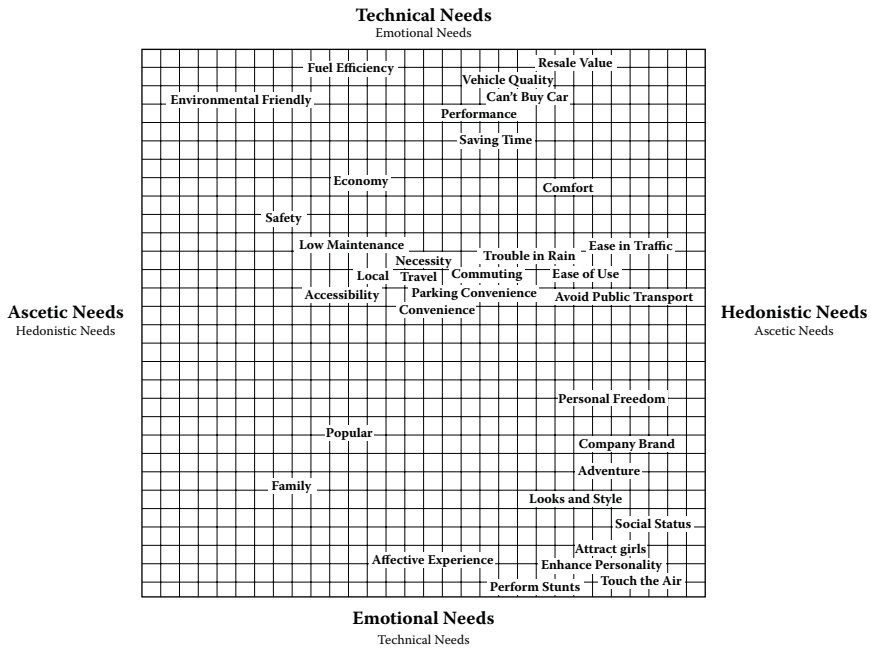 Technical Needs
Emotional Needs
Resale Value
Fuel Efficiency
Vehicle Quality
Can't Buy Car
Environmental Friendly
Performance
Saving Time
Economy
Comfort
Safety
Low Maintenance
Ease in Traffic
Trouble in Rain
Necessity
Local Travel
Commuting
Ease of Use
Accessibility
Parking Convenience
Avoid Public Transport
Convenience
Ascetic Needs
Hedonistic Needs
Hedonistic Needs
Ascetic Needs
Personal Freedom
Popular
Company Brand
Adventure
Family
Looks and Style
Social Status
Attract girls
Affective Experience
Enhance Personality
Touch the Air
Perform Stunts
Emotional Needs
Technical Needs